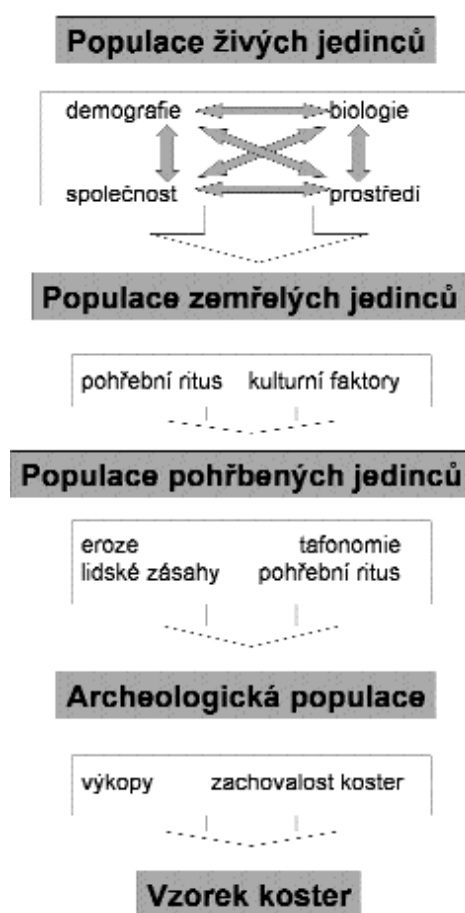 Populace živých jedinců
demografie biologie
společnost prostředi
Populace zemřelých jedinců
pohřební ritus kulturní faktory
Populace pohřbených jedinců
eroze tafonomie
lidské zásahy pohřební ritus
Archeologická populace
výkopy zachovalost koster
Vzorek koster